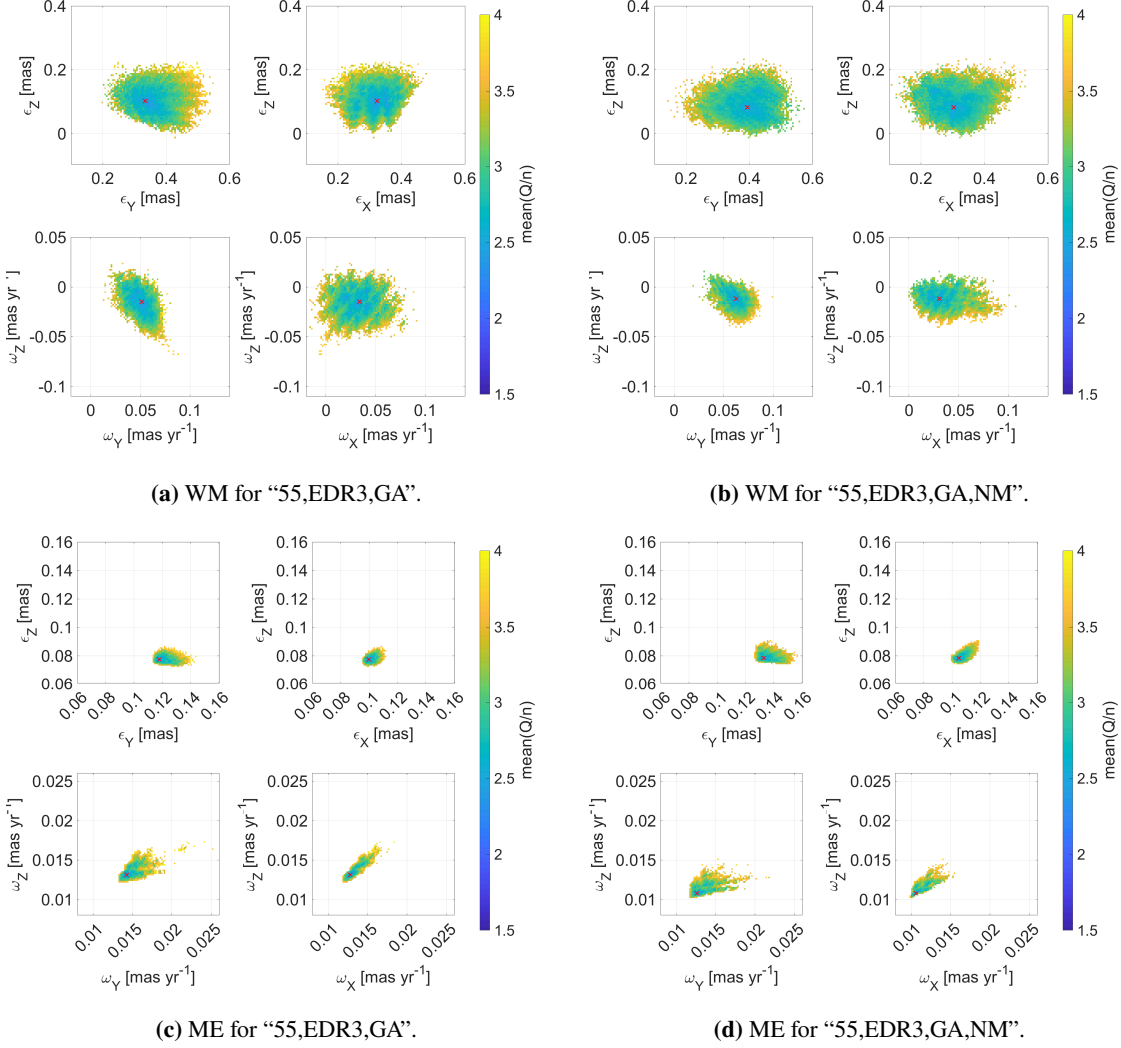 0.4
0.2
0
ϵ_Z [mas]
0.2 0.4 0.6
ϵ_Y [mas]
0.4
0.2
0
ϵ_Z [mas]
0.2 0.4 0.6
ϵ_X [mas]
0.05
0
-0.05
-0.1
ω_Z [mas yr⁻¹]
0 0.05 0.1
ω_Y [mas yr⁻¹]
0.05
0
-0.05
-0.1
ω_Z [mas yr⁻¹]
0 0.05 0.1
ω_X [mas yr⁻¹]
4
3.5
3
2.5
2
1.5
mean(Q/n)
(a) WM for “55,EDR3,GA”.
0.4
0.2
0
ϵ_Z [mas]
0.2 0.4 0.6
ϵ_Y [mas]
0.4
0.2
0
ϵ_Z [mas]
0.2 0.4 0.6
ϵ_X [mas]
0.05
0
-0.05
-0.1
ω_Z [mas yr⁻¹]
0 0.05 0.1
ω_Y [mas yr⁻¹]
0.05
0
-0.05
-0.1
ω_Z [mas yr⁻¹]
0 0.05 0.1
ω_X [mas yr⁻¹]
4
3.5
3
2.5
2
1.5
mean(Q/n)
(b) WM for “55,EDR3,GA,NM”.
0.16
0.14
0.12
0.1
0.08
0.06
ϵ_Z [mas]
0.06 0.08 0.1 0.12 0.14 0.16
ϵ_Y [mas]
0.16
0.14
0.12
0.1
0.08
0.06
ϵ_Z [mas]
0.06 0.08 0.1 0.12 0.14 0.16
ϵ_X [mas]
0.025
0.02
0.015
0.01
ω_Z [mas yr⁻¹]
0.01 0.015 0.02 0.025
ω_Y [mas yr⁻¹]
0.025
0.02
0.015
0.01
ω_Z [mas yr⁻¹]
0.01 0.015 0.02 0.025
ω_X [mas yr⁻¹]
4
3.5
3
2.5
2
1.5
mean(Q/n)
(c) ME for “55,EDR3,GA”.
0.16
0.14
0.12
0.1
0.08
0.06
ϵ_Z [mas]
0.06 0.08 0.1 0.12 0.14 0.16
ϵ_Y [mas]
0.16
0.14
0.12
0.1
0.08
0.06
ϵ_Z [mas]
0.06 0.08 0.1 0.12 0.14 0.16
ϵ_X [mas]
0.025
0.02
0.015
0.01
ω_Z [mas yr⁻¹]
0.01 0.015 0.02 0.025
ω_Y [mas yr⁻¹]
0.025
0.02
0.015
0.01
ω_Z [mas yr⁻¹]
0.01 0.015 0.02 0.025
ω_X [mas yr⁻¹]
4
3.5
3
2.5
2
1.5
mean(Q/n)
(d) ME for “55,EDR3,GA,NM”.